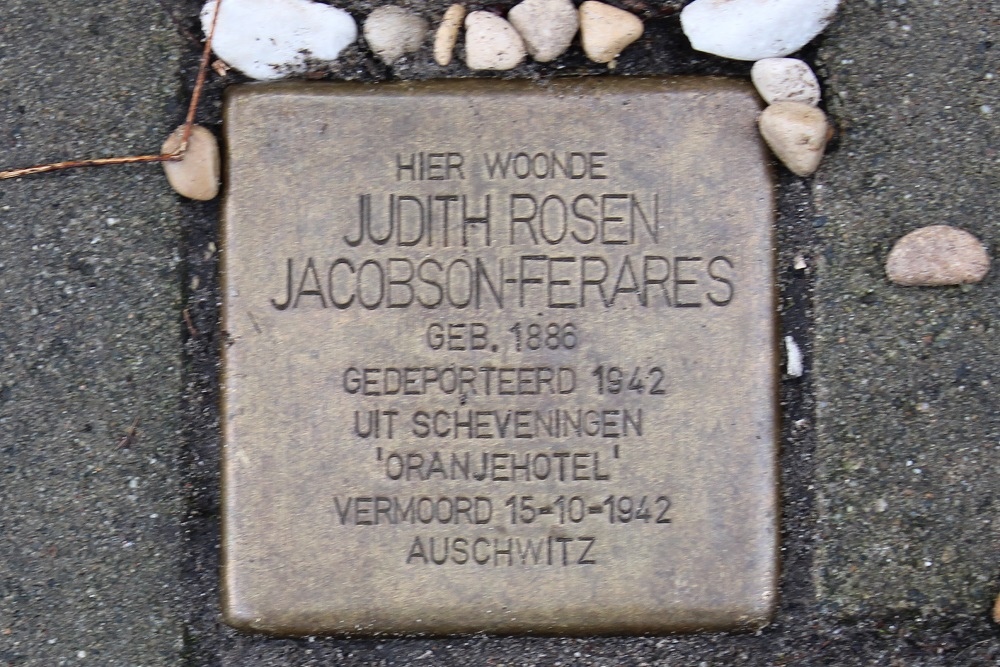 HIER WOONDE
JUDITH ROSEN
JACOBSON-FERARES
GEB. 1886
GEDEPORTEERD 1942
UIT SCHEVENINGEN
'ORANJEHOTEL'
VERMOORD 15-10-1942
AUSCHWITZ